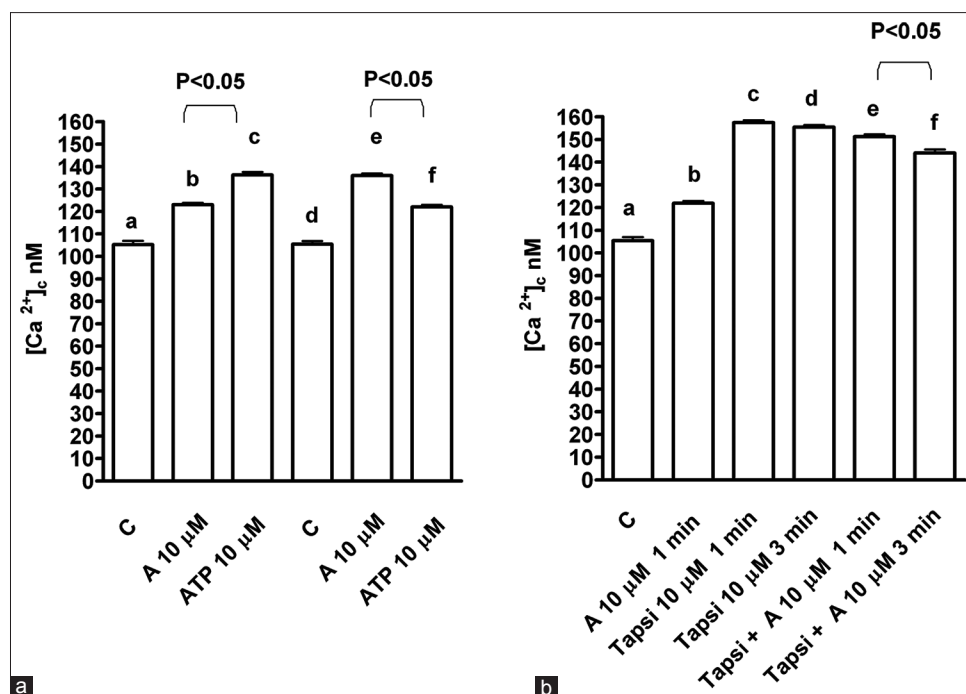 P<0.05
P<0.05
a
b
c
d
e
f
160
150
140
130
120
110
100
90
80
70
60
50
40
30
20
10
0
[Ca 2+]c nM
C
A 10 µM
ATP 10 µM
C
A 10 µM
ATP 10 µM
a
P<0.05
a
b
c
d
e
f
160
150
140
130
120
110
100
90
80
70
60
50
40
30
20
10
0
[Ca 2+]c nM
C
A 10 µM 1 min
Tapsi 10 µM 1 min
Tapsi 10 µM 3 min
Tapsi + A 10 µM 1 min
Tapsi + A 10 µM 3 min
b